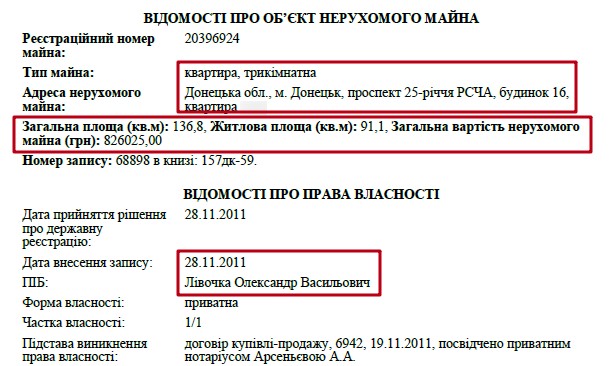 ВІДОМОСТІ ПРО ОБ’ЄКТ НЕРУХОМОГО МАЙНА
Реєстраційний номер майна: 20396924
Тип майна: квартира, трикімнатна
Адреса нерухомого майна: Донецька обл., м. Донецьк, проспект 25-річчя РСЧА, будинок 16, квартира
Загальна площа (кв.м): 136,8, Житлова площа (кв.м): 91,1, Загальна вартість нерухомого
майна (грн): 826025,00
Номер запису: 68898 в книзі: 157дк-59.
ВІДОМОСТІ ПРО ПРАВА ВЛАСНОСТІ
Дата прийняття рішення про державну реєстрацію: 28.11.2011
Дата внесення запису: 28.11.2011
ПІБ: Лівочка Олександр Васильович
Форма власності: приватна
Частка власності: 1/1
Підстава виникнення права власності: договір купівлі-продажу, 6942, 19.11.2011, посвідчено приватним нотаріусом Арсеньєвою А.А.